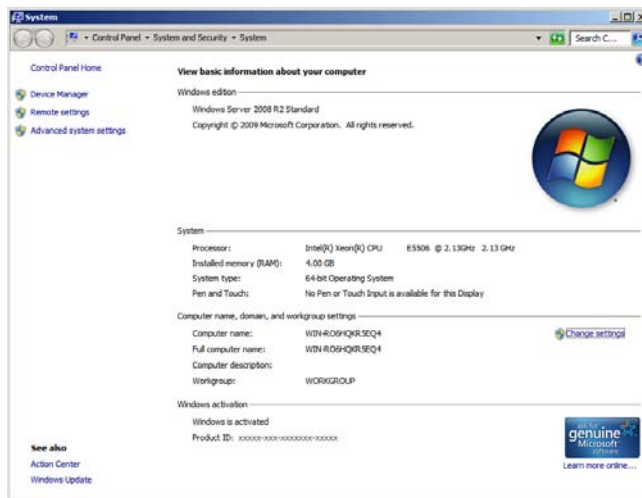 System
Control Panel • System and Security • System
Search C...
Control Panel Home
Device Manager
Remote settings
Advanced system settings
View basic information about your computer
Windows edition
Windows Server 2008 R2 Standard
Copyright © 2009 Microsoft Corporation. All rights reserved.
System
Processor: Intel(R) Xeon(R) CPU E5506 @ 2.13GHz 2.13 GHz
Installed memory (RAM): 4.00 GB
System type: 64-bit Operating System
Pen and Touch: No Pen or Touch Input is available for this Display
Computer name, domain, and workgroup settings
Computer name: WIN-RO6HQKR5EQ4
Change settings
Full computer name: WIN-RO6HQKR5EQ4
Computer description:
Workgroup: WORKGROUP
Windows activation
Windows is activated
Product ID: xxxxx-xxx-xxxxxxx-xxxxx
ask for
genuine
Microsoft
software
Learn more online...
See also
Action Center
Windows Update